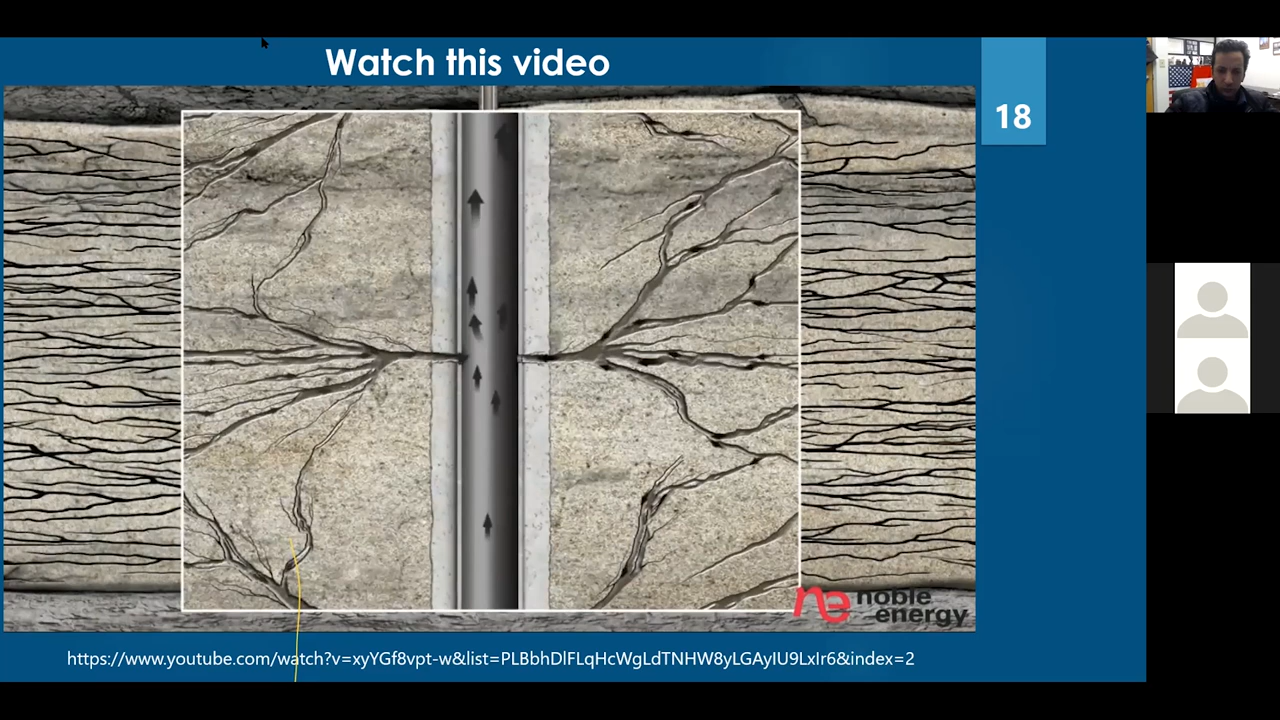 Watch this video
18
noble
energy
https://www.youtube.com/watch?v=xyYGf8vpt-w&list=PLBbhDlFLqHcWgLdTNHW8yLGAyIU9LxIr6&index=2